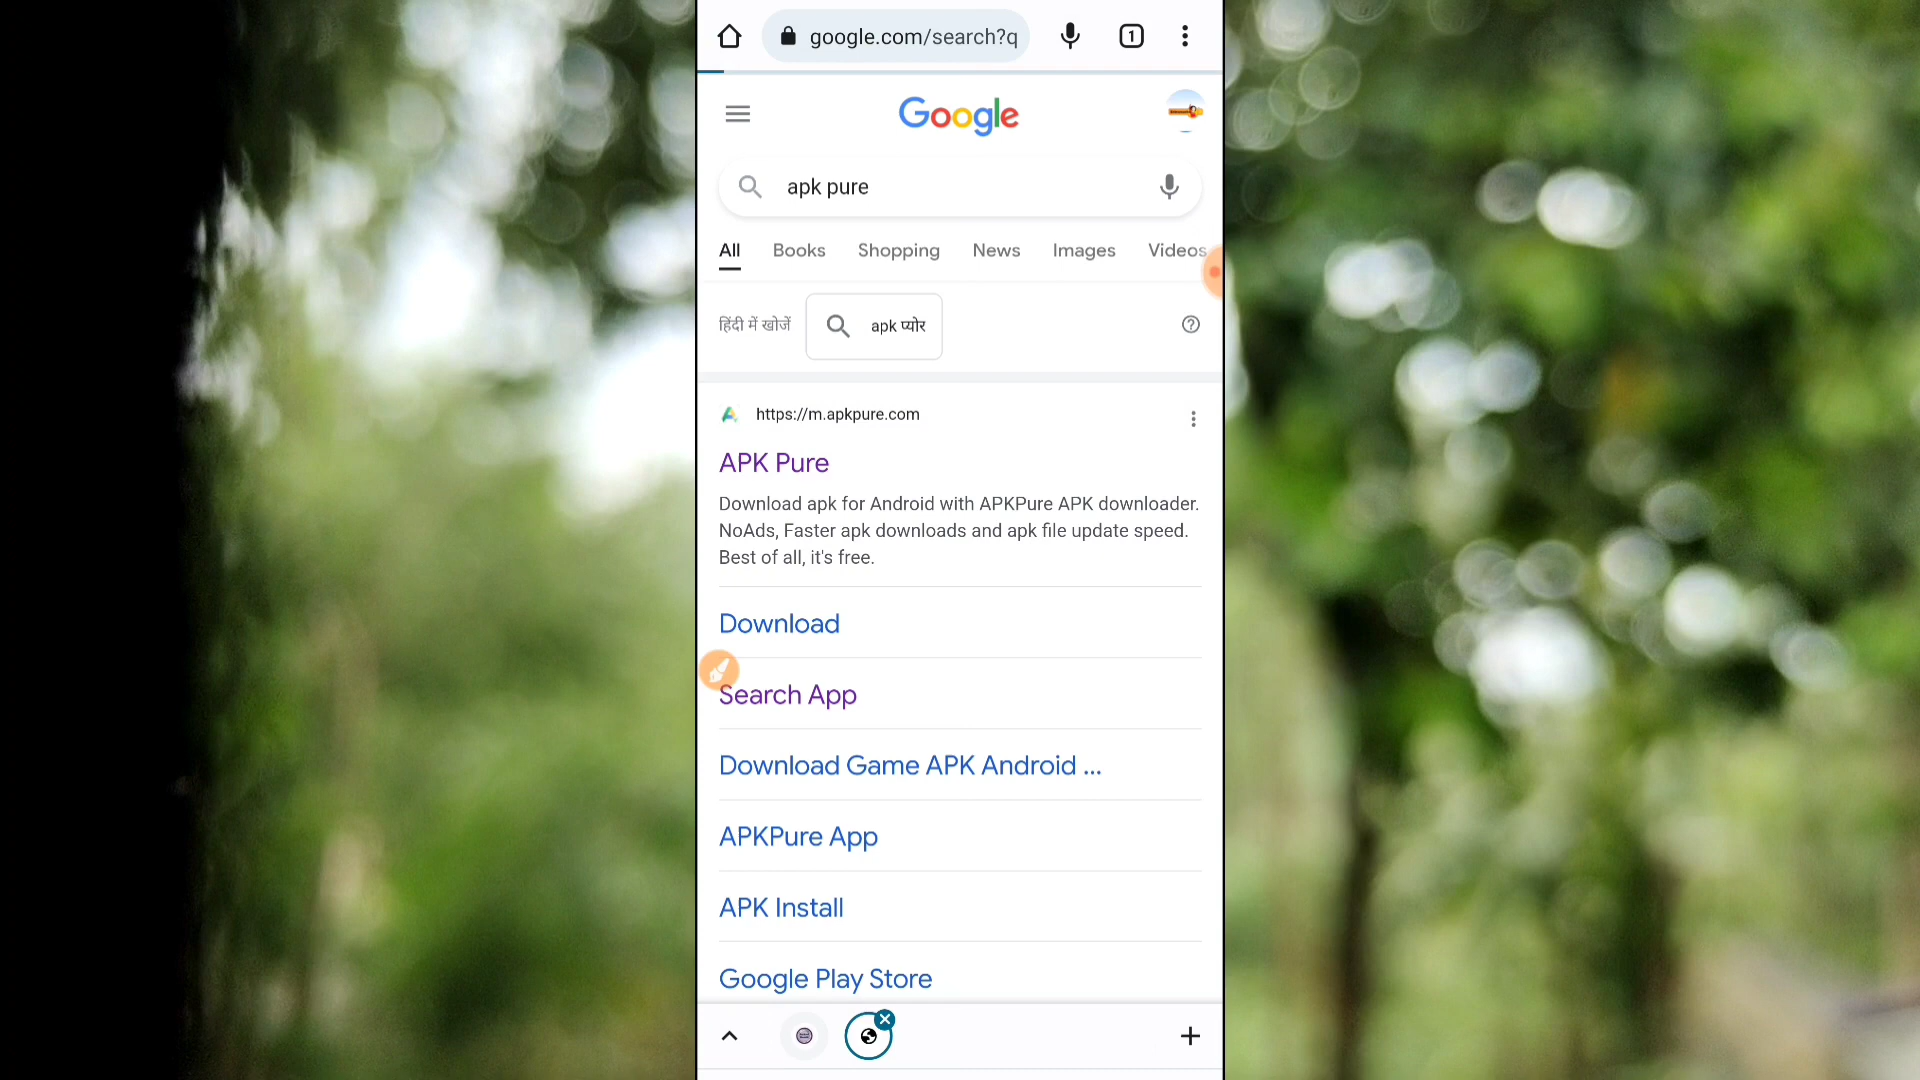 google.com/search?q
1
Google
apk pure
All Books Shopping News Images Videos
हिंदी में खोजें apk प्योर
https://m.apkpure.com
APK Pure
Download apk for Android with APKPure APK downloader.
NoAds, Faster apk downloads and apk file update speed.
Best of all, it's free.
Download
Search App
Download Game APK Android ...
APKPure App
APK Install
Google Play Store